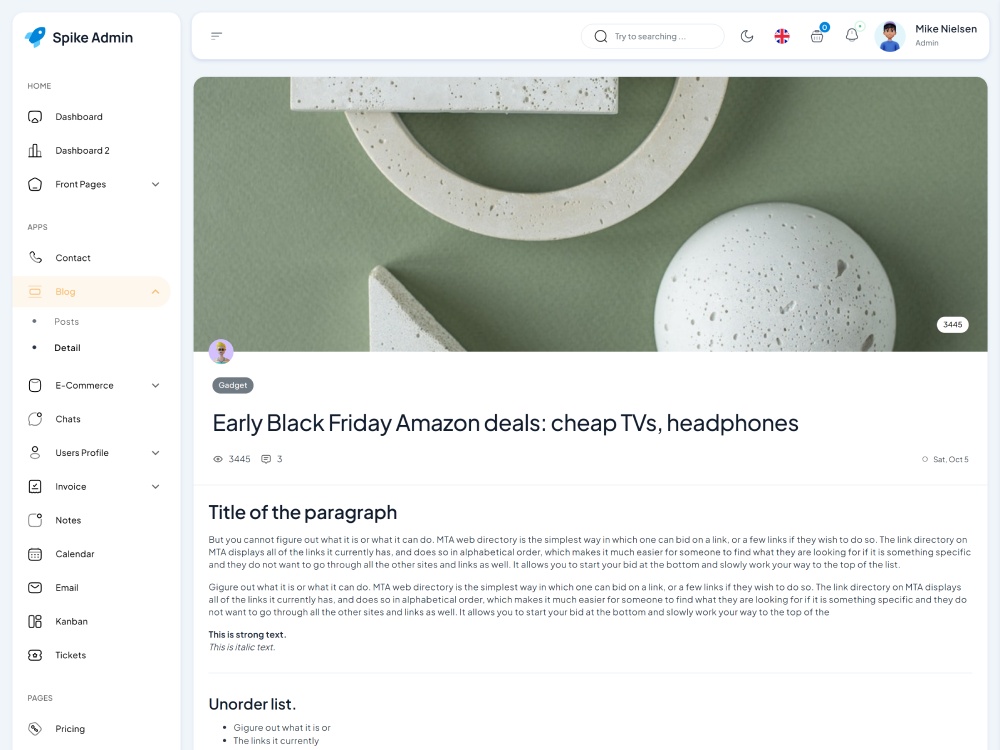 Spike Admin
HOME
Dashboard
Dashboard 2
Front Pages
APPS
Contact
Blog
Posts
Detail
E-Commerce
Chats
Users Profile
Invoice
Notes
Calendar
Email
Kanban
Tickets
PAGES
Pricing
Try to searching ...
0
Mike Nielsen
Admin
3445
Gadget
Early Black Friday Amazon deals: cheap TVs, headphones
3445
3
Sat, Oct 5
Title of the paragraph
But you cannot figure out what it is or what it can do. MTA web directory is the simplest way in which one can bid on a link, or a few links if they wish to do so. The link directory on
MTA displays all of the links it currently has, and does so in alphabetical order, which makes it much easier for someone to find what they are looking for if it is something specific
and they do not want to go through all the other sites and links as well. It allows you to start your bid at the bottom and slowly work your way to the top of the list.
Gigure out what it is or what it can do. MTA web directory is the simplest way in which one can bid on a link, or a few links if they wish to do so. The link directory on MTA displays
all of the links it currently has, and does so in alphabetical order, which makes it much easier for someone to find what they are looking for if it is something specific and they do
not want to go through all the other sites and links as well. It allows you to start your bid at the bottom and slowly work your way to the top of the
This is strong text.
This is italic text.
Unorder list.
Gigure out what it is or
The links it currently